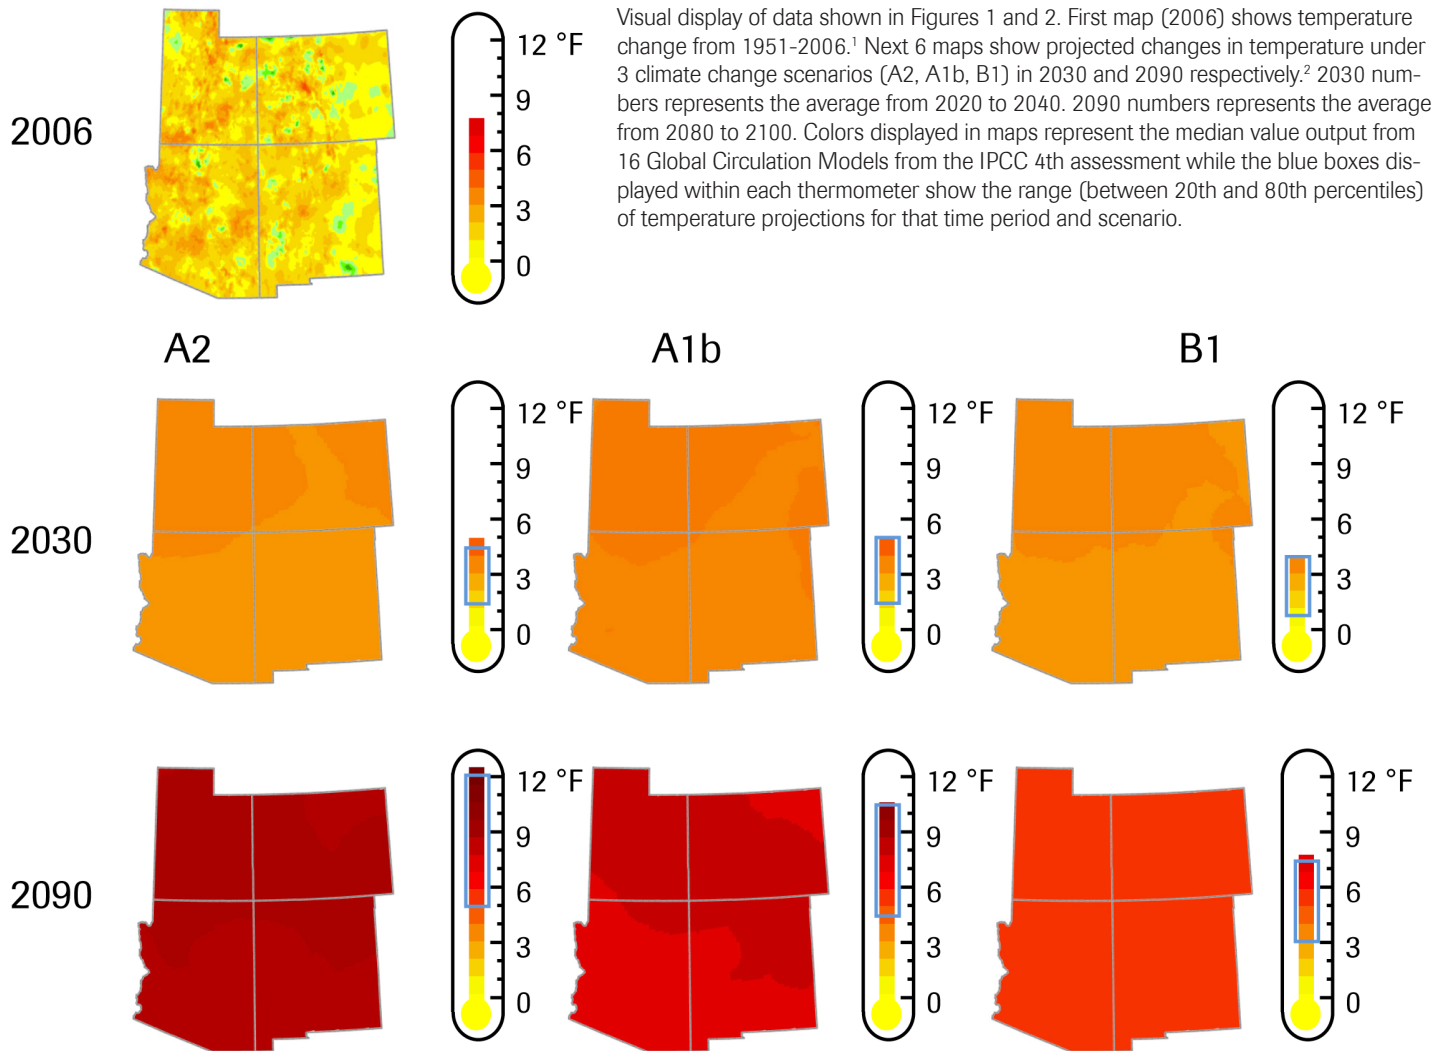 Visual display of data shown in Figures 1 and 2. First map (2006) shows temperature
change from 1951-2006.¹ Next 6 maps show projected changes in temperature under
3 climate change scenarios (A2, A1b, B1) in 2030 and 2090 respectively.² 2030 num-
bers represents the average from 2020 to 2040. 2090 numbers represents the average
from 2080 to 2100. Colors displayed in maps represent the median value output from
16 Global Circulation Models from the IPCC 4th assessment while the blue boxes dis-
played within each thermometer show the range (between 20th and 80th percentiles)
of temperature projections for that time period and scenario.
2006
12 °F
9
6
3
0
A2
A1b
B1
2030
12 °F
9
6
3
0
12 °F
9
6
3
0
12 °F
9
6
3
0
2090
12 °F
9
6
3
0
12 °F
9
6
3
0
12 °F
9
6
3
0